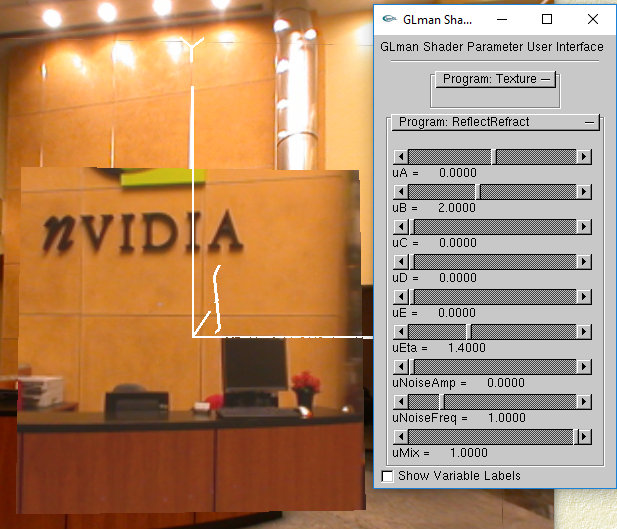 GLman Sha...
GLman Shader Parameter User Interface
Program: Texture
Program: ReflectRefract
uA = 0.0000
uB = 2.0000
uC = 0.0000
uD = 0.0000
uE = 0.0000
uEta = 1.4000
uNoiseAmp = 0.0000
uNoiseFreq = 1.0000
uMix = 1.0000
Show Variable Labels
nVIDIA
Y